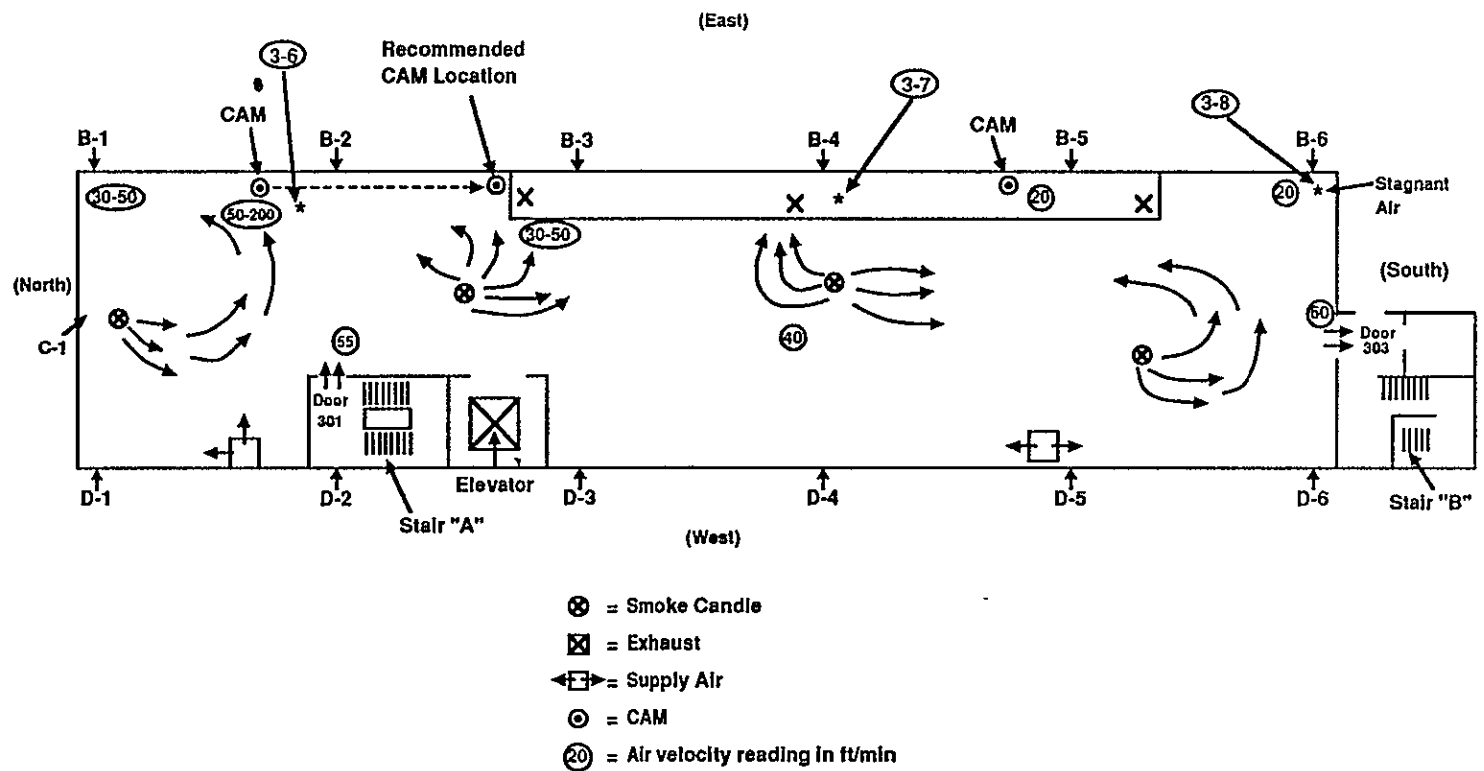 (East)
3-6
Recommended
CAM Location
CAM
3-7
CAM
3-8
B-1
B-2
B-3
B-4
B-5
B-6
30-50
50-200
30-50
20
20
Stagnant
Air
(North)
C-1
(South)
55
40
50
Door
303
Door
301
Elevator
D-1
D-2
D-3
D-4
D-5
D-6
Stair "A"
Stair "B"
(West)
= Smoke Candle
= Exhaust
= Supply Air
= CAM
20 = Air velocity reading in ft/min